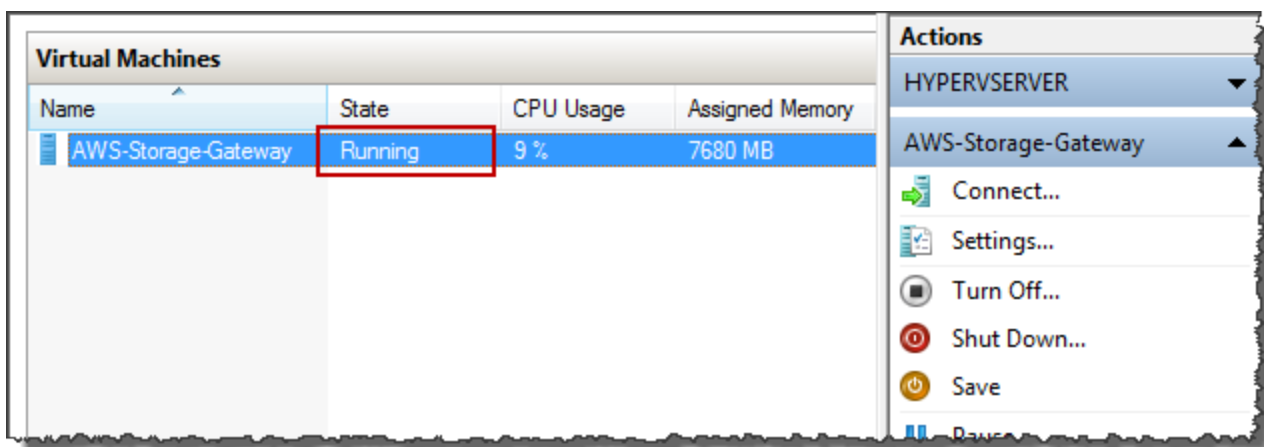 Virtual Machines
Name State CPU Usage Assigned Memory
AWS-Storage-Gateway Running 9 % 7680 MB
Actions
HYPERVSERVER
AWS-Storage-Gateway
Connect...
Settings...
Turn Off...
Shut Down...
Save
Pause